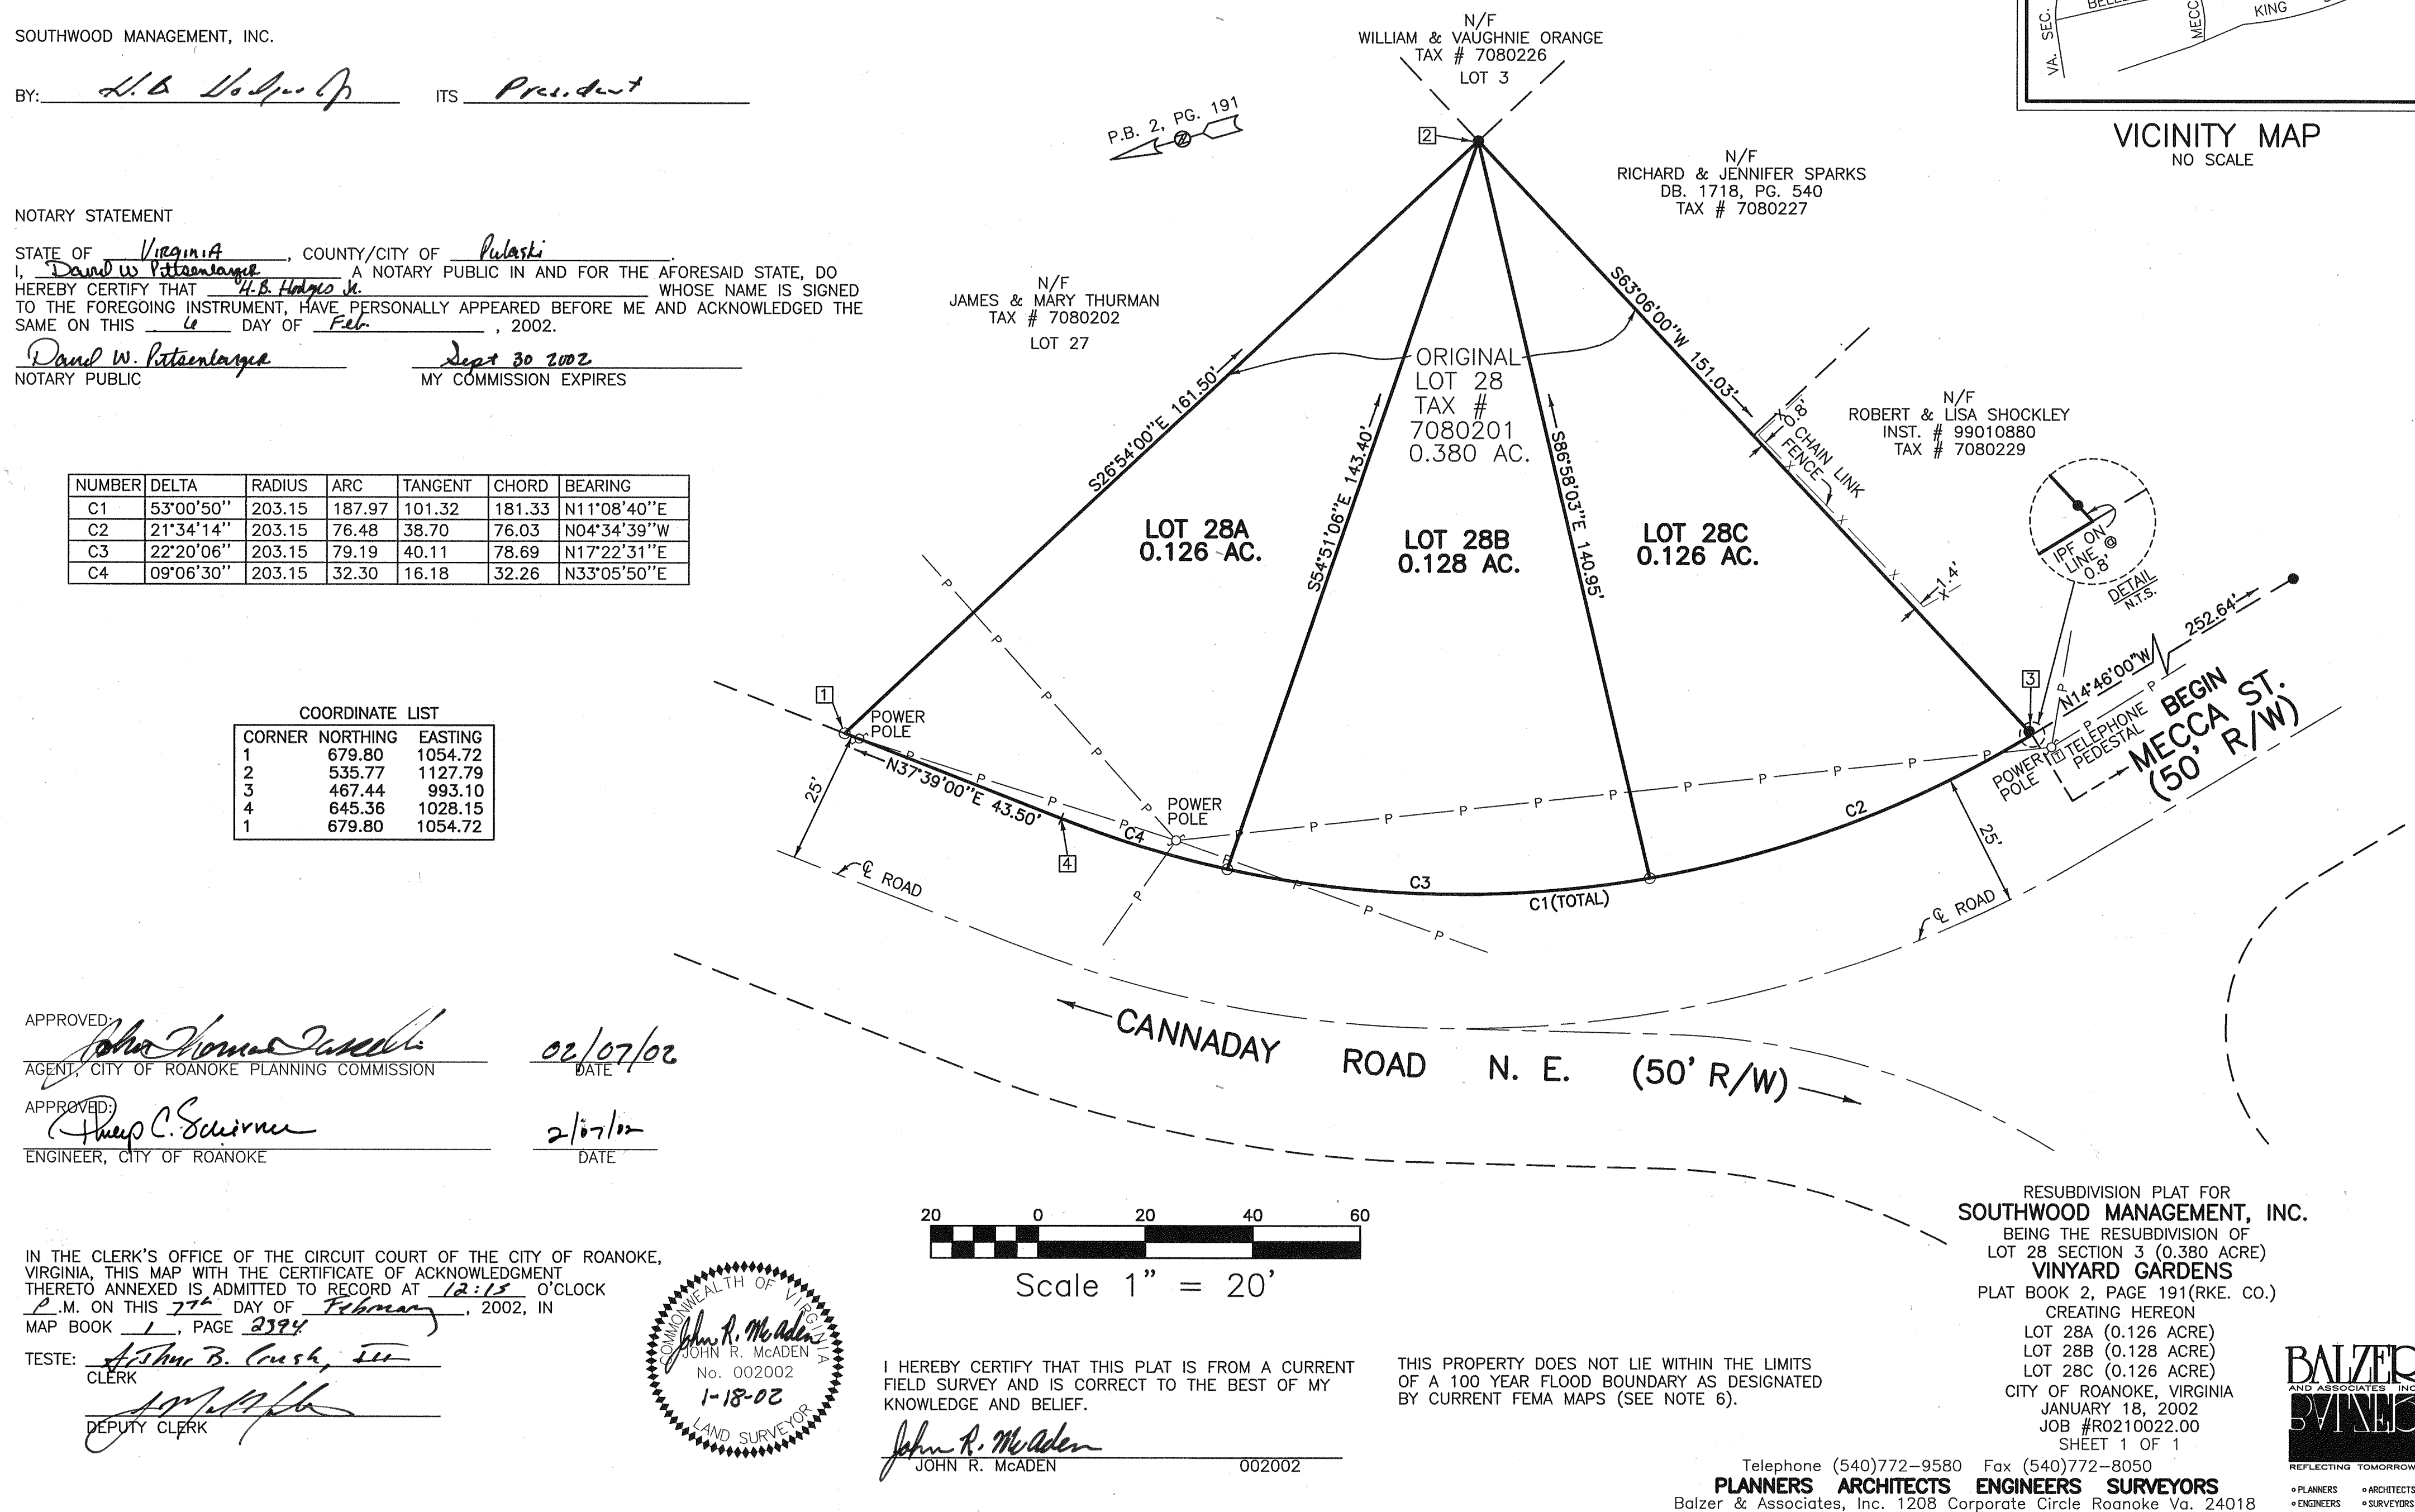 SOUTHWOOD MANAGEMENT, INC.
BY: H.B. Hodges Jr ITS President
NOTARY STATEMENT
STATE OF Virginia, COUNTY/CITY OF Pulaski.
I, David W Pittsenbarger A NOTARY PUBLIC IN AND FOR THE AFORESAID STATE, DO
HEREBY CERTIFY THAT H.B. Hodges Jr. WHOSE NAME IS SIGNED
TO THE FOREGOING INSTRUMENT, HAVE PERSONALLY APPEARED BEFORE ME AND ACKNOWLEDGED THE
SAME ON THIS 6 DAY OF Feb., 2002.
David W. Pittsenbarger Sept 30 2002
NOTARY PUBLIC MY COMMISSION EXPIRES
NUMBER DELTA RADIUS ARC TANGENT CHORD BEARING
C1 53°00'50" 203.15 187.97 101.32 181.33 N11°08'40"E
C2 21°34'14" 203.15 76.48 38.70 76.03 N04°34'39"W
C3 22°20'06" 203.15 79.19 40.11 78.69 N17°22'31"E
C4 09°06'30" 203.15 32.30 16.18 32.26 N33°05'50"E
COORDINATE LIST
CORNER NORTHING EASTING
1 679.80 1054.72
2 535.77 1127.79
3 467.44 993.10
4 645.36 1028.15
1 679.80 1054.72
N/F
WILLIAM & VAUGHNIE ORANGE
TAX # 7080226
LOT 3
P.B. 2, PG. 191
2
N/F
RICHARD & JENNIFER SPARKS
DB. 1718, PG. 540
TAX # 7080227
VA. SEC.
MECC
KING
VICINITY MAP
NO SCALE
N/F
JAMES & MARY THURMAN
TAX # 7080202
LOT 27
S26°54'00"E 161.50'
S54°51'06"E 143.40'
ORIGINAL
LOT 28
TAX #
7080201
0.380 AC.
S86°58'03"E 140.95'
S63°06'00"W 151.03'
0.8'
CHAIN LINK
FENCE
N/F
ROBERT & LISA SHOCKLEY
INST. # 99010880
TAX # 7080229
LOT 28A
0.126 AC.
LOT 28B
0.128 AC.
LOT 28C
0.126 AC.
1.4'
IPF ON
LINE @
0.8'
DETAIL
N.T.S.
1
POWER
POLE
N37°39'00"E 43.50'
25'
4
C4
POWER
POLE
C3
C1(TOTAL)
C2
3
N14°46'00"W 252.64'
TELEPHONE
PEDESTAL
POWER
POLE
BEGIN
MECCA ST.
(50' R/W)
25'
℄ ROAD
℄ ROAD
CANNADAY ROAD N. E. (50' R/W)
APPROVED:
02/07/02
AGENT, CITY OF ROANOKE PLANNING COMMISSION DATE
APPROVED:
Philip C. Schirmer 2/07/02
ENGINEER, CITY OF ROANOKE DATE
IN THE CLERK'S OFFICE OF THE CIRCUIT COURT OF THE CITY OF ROANOKE,
VIRGINIA, THIS MAP WITH THE CERTIFICATE OF ACKNOWLEDGMENT
THERETO ANNEXED IS ADMITTED TO RECORD AT 12:15 O'CLOCK
P.M. ON THIS 7th DAY OF February, 2002, IN
MAP BOOK 1, PAGE 2394
TESTE: Arthur B. Crush, III
CLERK
DEPUTY CLERK
COMMONWEALTH OF VIRGINIA
John R. McAden
JOHN R. McADEN
No. 002002
1-18-02
LAND SURVEYOR
20 0 20 40 60
Scale 1" = 20'
I HEREBY CERTIFY THAT THIS PLAT IS FROM A CURRENT
FIELD SURVEY AND IS CORRECT TO THE BEST OF MY
KNOWLEDGE AND BELIEF.
John R. McAden
JOHN R. McADEN 002002
THIS PROPERTY DOES NOT LIE WITHIN THE LIMITS
OF A 100 YEAR FLOOD BOUNDARY AS DESIGNATED
BY CURRENT FEMA MAPS (SEE NOTE 6).
RESUBDIVISION PLAT FOR
SOUTHWOOD MANAGEMENT, INC.
BEING THE RESUBDIVISION OF
LOT 28 SECTION 3 (0.380 ACRE)
VINYARD GARDENS
PLAT BOOK 2, PAGE 191(RKE. CO.)
CREATING HEREON
LOT 28A (0.126 ACRE)
LOT 28B (0.128 ACRE)
LOT 28C (0.126 ACRE)
CITY OF ROANOKE, VIRGINIA
JANUARY 18, 2002
JOB #R0210022.00
SHEET 1 OF 1
Telephone (540)772-9580 Fax (540)772-8050
PLANNERS ARCHITECTS ENGINEERS SURVEYORS
Balzer & Associates, Inc. 1208 Corporate Circle Roanoke Va. 24018
BALZER
AND ASSOCIATES INC
REFLECTING TOMORROW
PLANNERS ARCHITECTS
ENGINEERS SURVEYORS